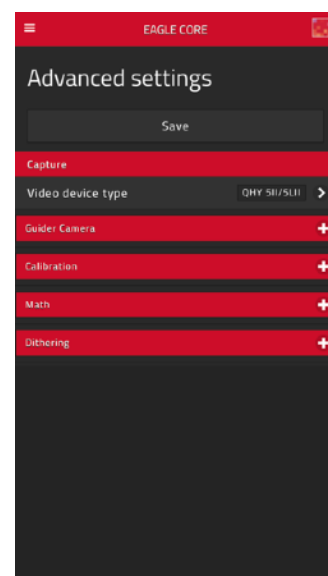 EAGLE CORE
Advanced settings
Save
Capture
Video device type QHY 5II/5LII
Guider Camera
Calibration
Math
Dithering